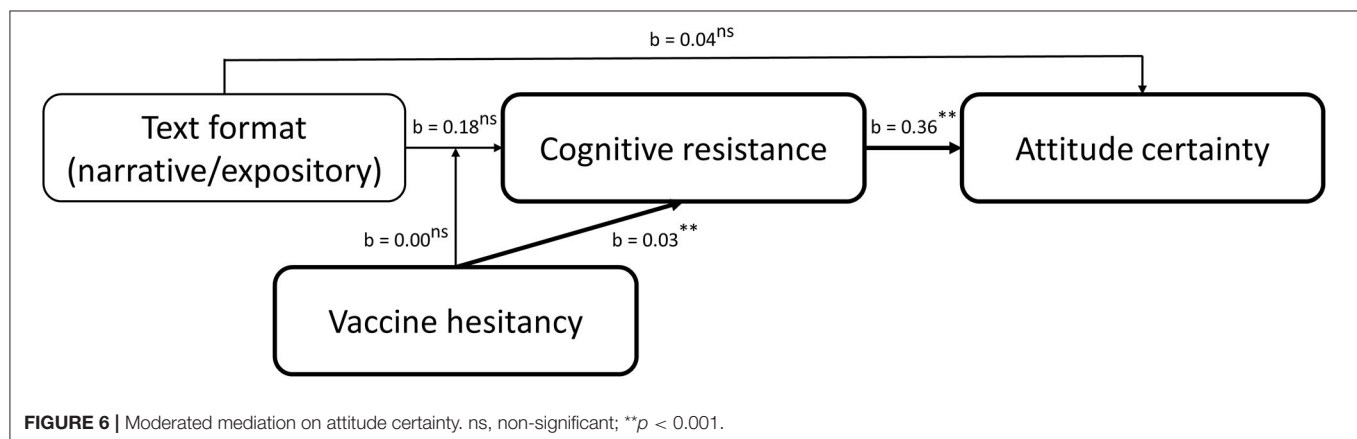 b = 0.04ns
Text format
(narrative/expository)
b = 0.18ns
Cognitive resistance
b = 0.36**
Attitude certainty
b = 0.00ns
b = 0.03**
Vaccine hesitancy
FIGURE 6 | Moderated mediation on attitude certainty. ns, non-significant; **p < 0.001.